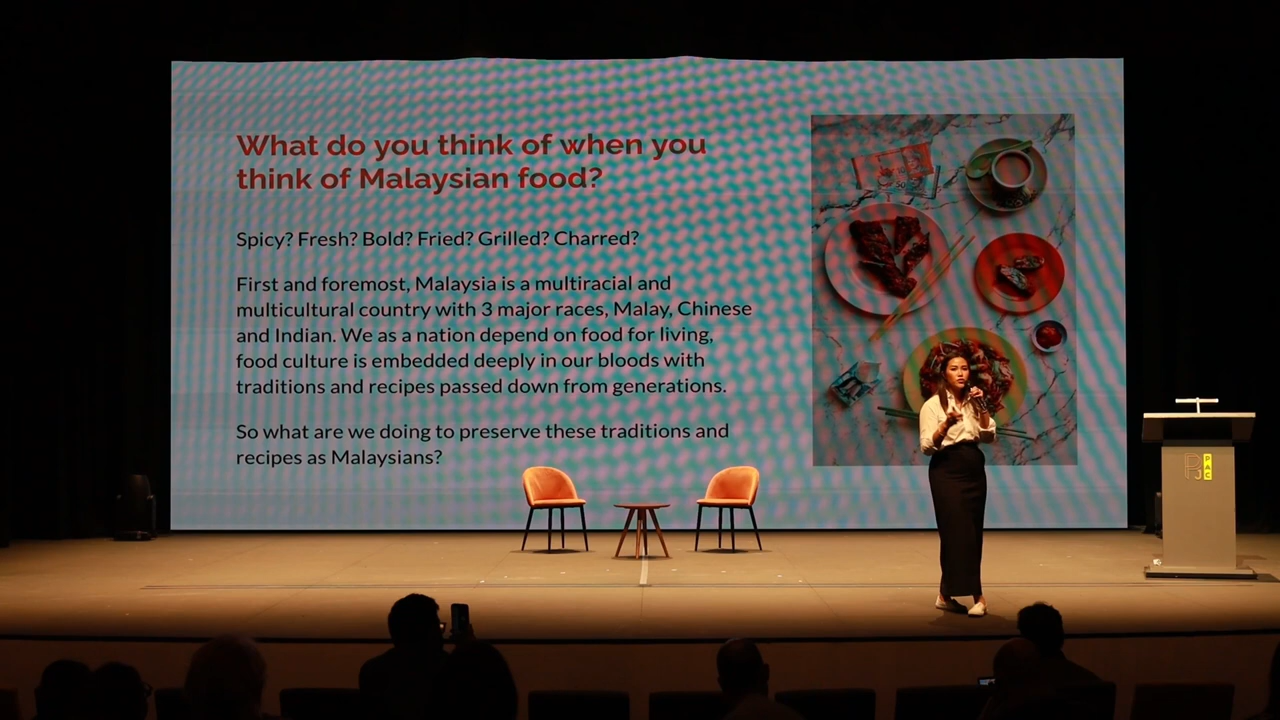 What do you think of when you
think of Malaysian food?
Spicy? Fresh? Bold? Fried? Grilled? Charred?
First and foremost, Malaysia is a multiracial and
multicultural country with 3 major races, Malay, Chinese
and Indian. We as a nation depend on food for living,
food culture is embedded deeply in our bloods with
traditions and recipes passed down from generations.
So what are we doing to preserve these traditions and
recipes as Malaysians?
PJ
PAC